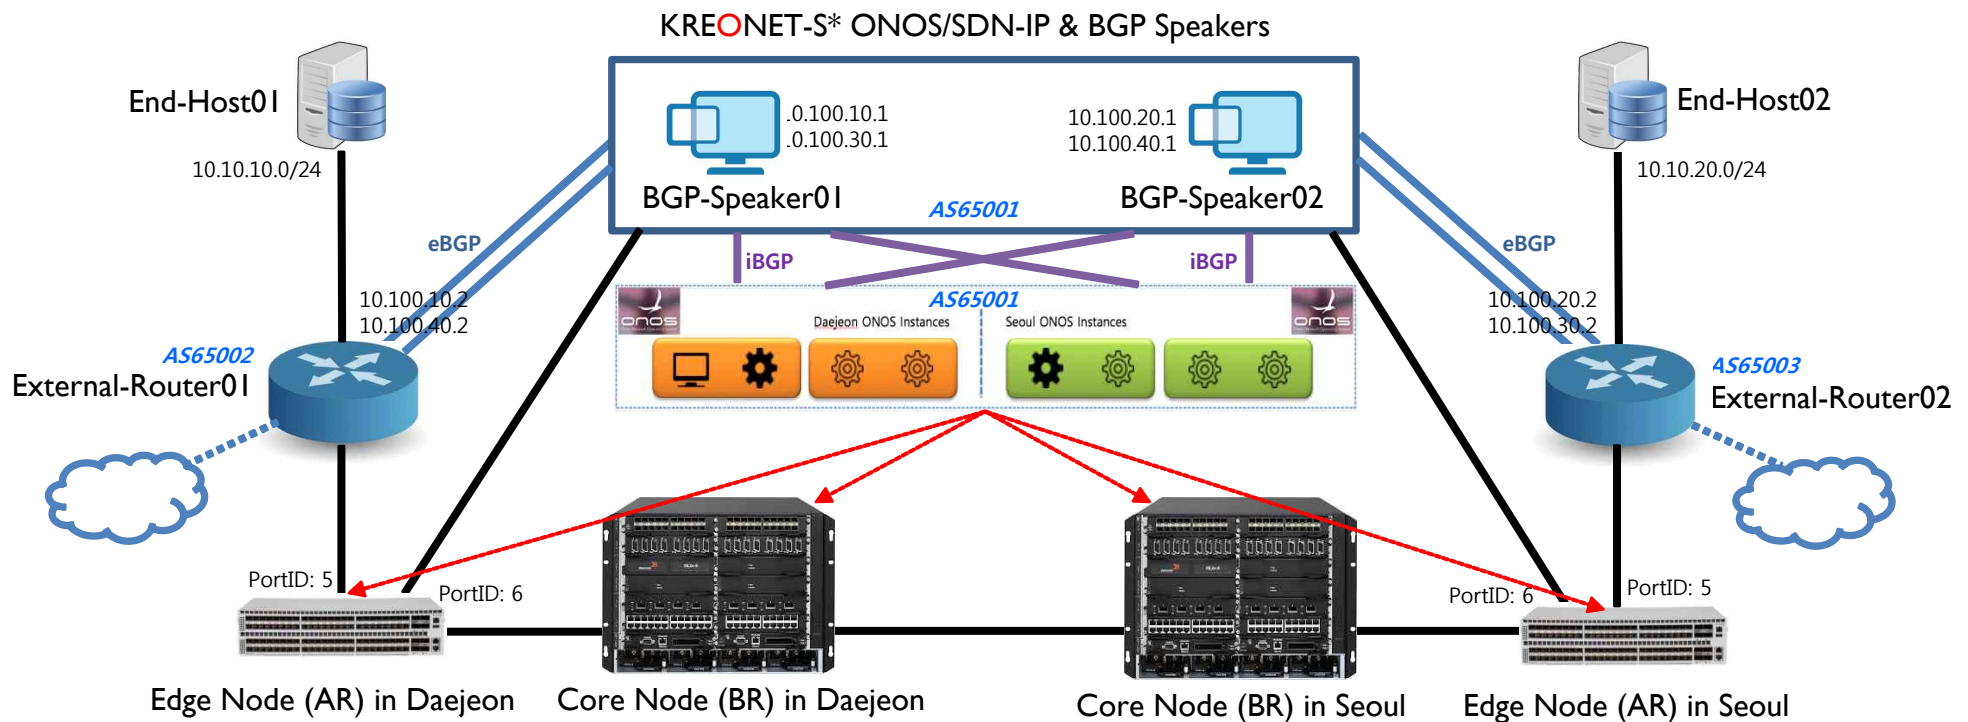 KREONET-S* ONOS/SDN-IP & BGP Speakers
End-Host01
.0.100.10.1
.0.100.30.1
10.100.20.1
10.100.40.1
End-Host02
10.10.10.0/24
10.10.20.0/24
BGP-Speaker01
BGP-Speaker02
AS65001
eBGP
iBGP
iBGP
eBGP
10.100.10.2
10.100.40.2
AS65001
10.100.20.2
10.100.30.2
onos
Daejeon ONOS Instances
Seoul ONOS Instances
onos
AS65002
External-Router01
AS65003
External-Router02
PortID: 5
PortID: 6
PortID: 6
PortID: 5
Edge Node (AR) in Daejeon
Core Node (BR) in Daejeon
Core Node (BR) in Seoul
Edge Node (AR) in Seoul